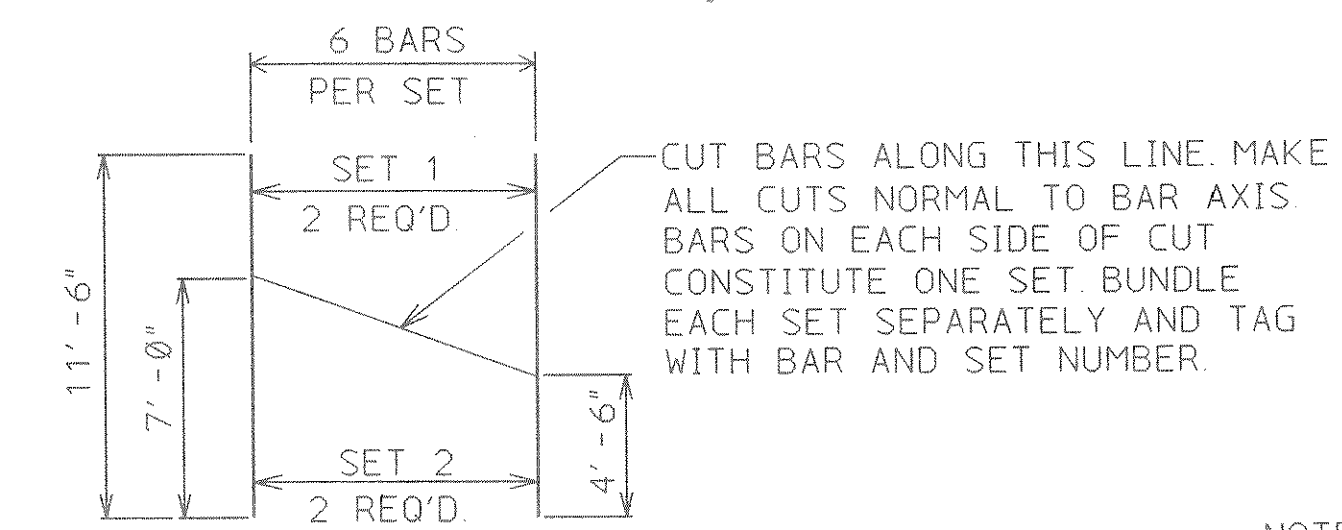 6 BARS
PER SET
SET 1
2 REQ'D.
CUT BARS ALONG THIS LINE. MAKE
ALL CUTS NORMAL TO BAR AXIS.
BARS ON EACH SIDE OF CUT
CONSTITUTE ONE SET. BUNDLE
EACH SET SEPARATELY AND TAG
WITH BAR AND SET NUMBER.
11'-6"
7'-0"
4'-6"
SET 2
2 REQ'D.